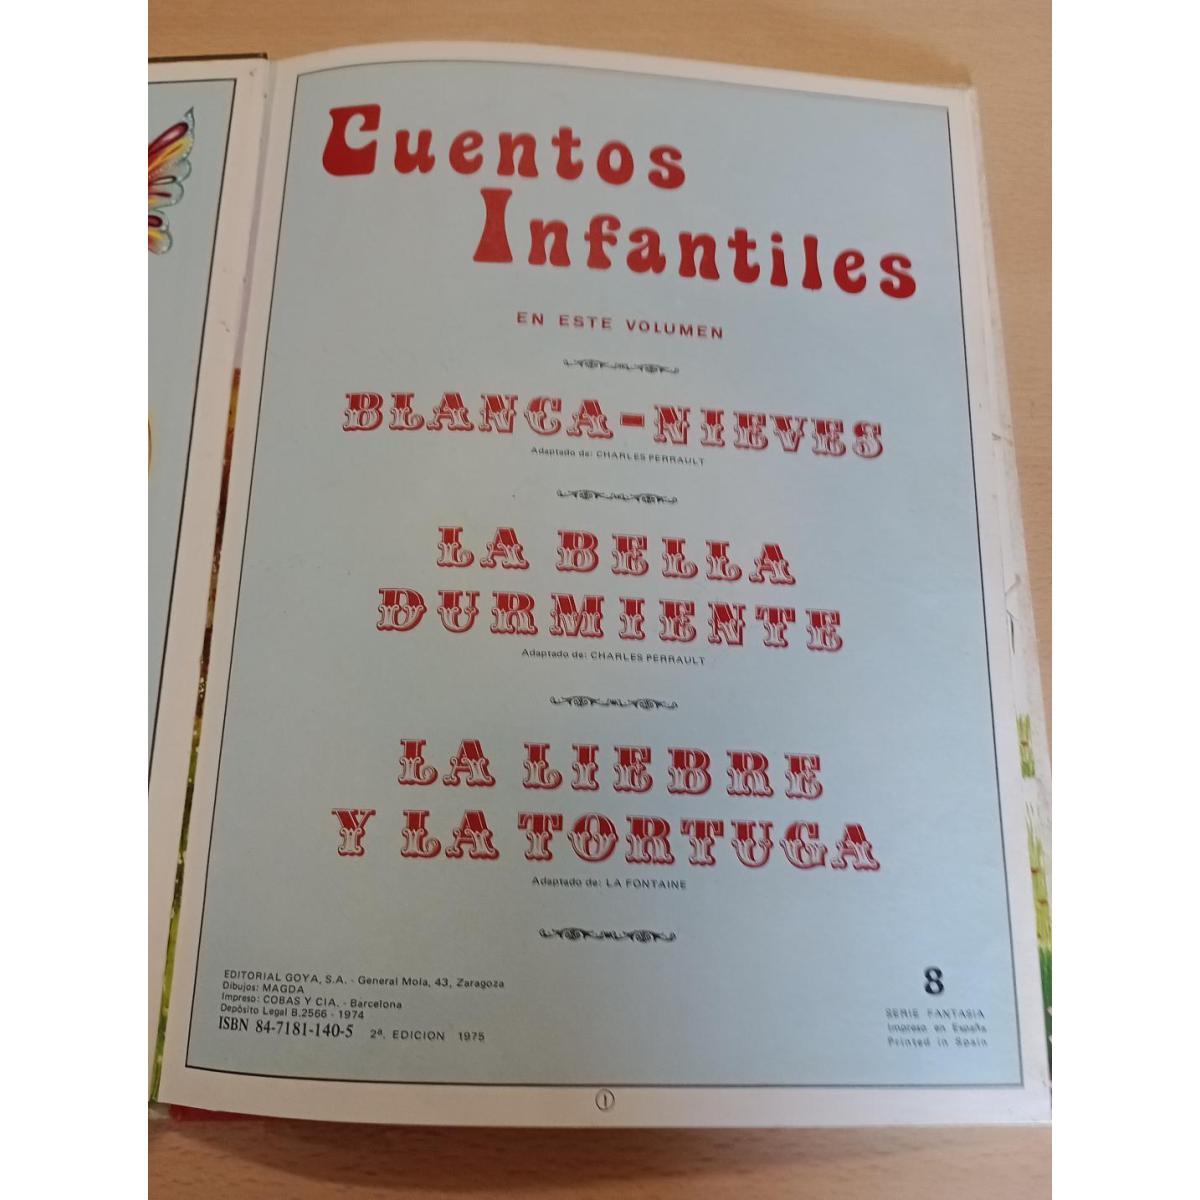 Cuentos
Infantiles
EN ESTE VOLUMEN
BLANCA-NIEVES
Adaptado de: CHARLES PERRAULT
LA BELLA
DURMIENTE
Adaptado de: CHARLES PERRAULT
LA LIEBRE
Y LA TORTUGA
Adaptado de: LA FONTAINE
EDITORIAL GOYA, S.A. - General Mola, 43, Zaragoza
Dibujos: MAGDA
Impreso: COBAS Y CIA. - Barcelona
Depósito Legal B.2566 - 1974
ISBN 84-7181-140-5 2ª. EDICION 1975
8
SERIE FANTASIA
Impreso en España
Printed in Spain
1